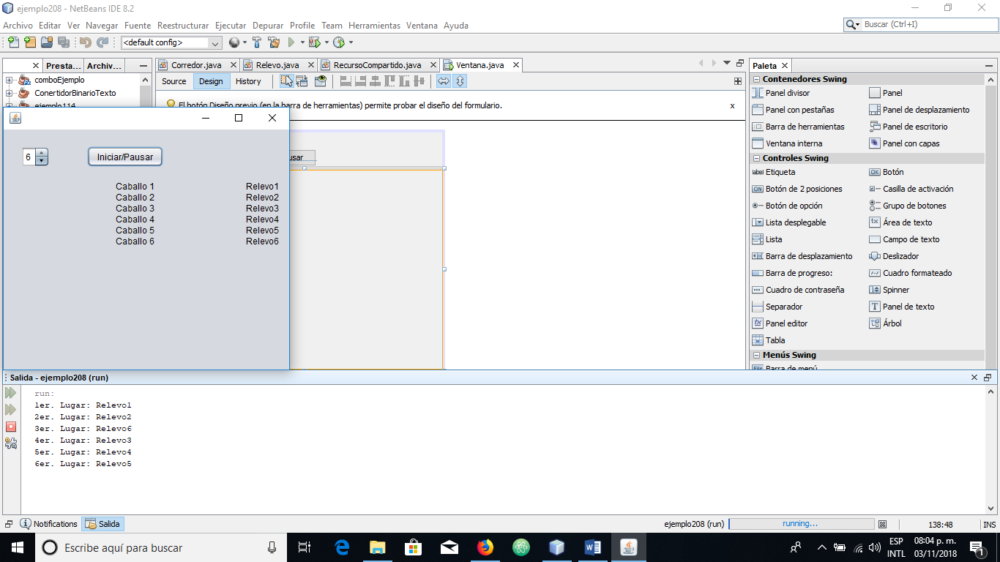 ejemplo208 - NetBeans IDE 8.2
Archivo Editar Ver Navegar Fuente Reestructurar Ejecutar Depurar Profile Team Herramientas Ventana Ayuda
Buscar (Ctrl+I)
<default config>
Presta... Archiv...
Corredor.java Relevo.java RecursoCompartido.java Ventana.java
Paleta
comboEjemplo
ConertidorBinarioTexto
ejemplo114
Source Design History
El botón Diseño previo (en la barra de herramientas) permite probar el diseño del formulario.
x
6
Iniciar/Pausar
usar
Caballo 1 Relevo1
Caballo 2 Relevo2
Caballo 3 Relevo3
Caballo 4 Relevo4
Caballo 5 Relevo5
Caballo 6 Relevo6
Contenedores Swing
Panel divisor Panel
Panel con pestañas Panel de desplazamiento
Barra de herramientas Panel de escritorio
Ventana interna Panel con capas
Controles Swing
label Etiqueta OK Botón
ON Botón de 2 posiciones Casilla de activación
Botón de opción Grupo de botones
Lista desplegable Área de texto
Lista Campo de texto
Barra de desplazamiento Deslizador
Barra de progreso: Cuadro formateado
Cuadro de contraseña Spinner
Separador Panel de texto
Panel editor Árbol
Tabla
Menús Swing
Barra de menú
Salida - ejemplo208 (run)
run:
1er. Lugar: Relevo1
2er. Lugar: Relevo2
3er. Lugar: Relevo6
4er. Lugar: Relevo3
5er. Lugar: Relevo4
6er. Lugar: Relevo5
Notifications Salida
ejemplo208 (run) running... 138:48 INS
Escribe aquí para buscar
ESP
INTL
08:04 p. m.
03/11/2018
1